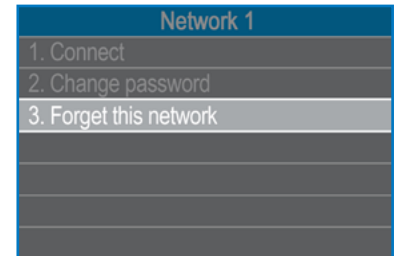 Network 1
1. Connect
2. Change password
3. Forget this network